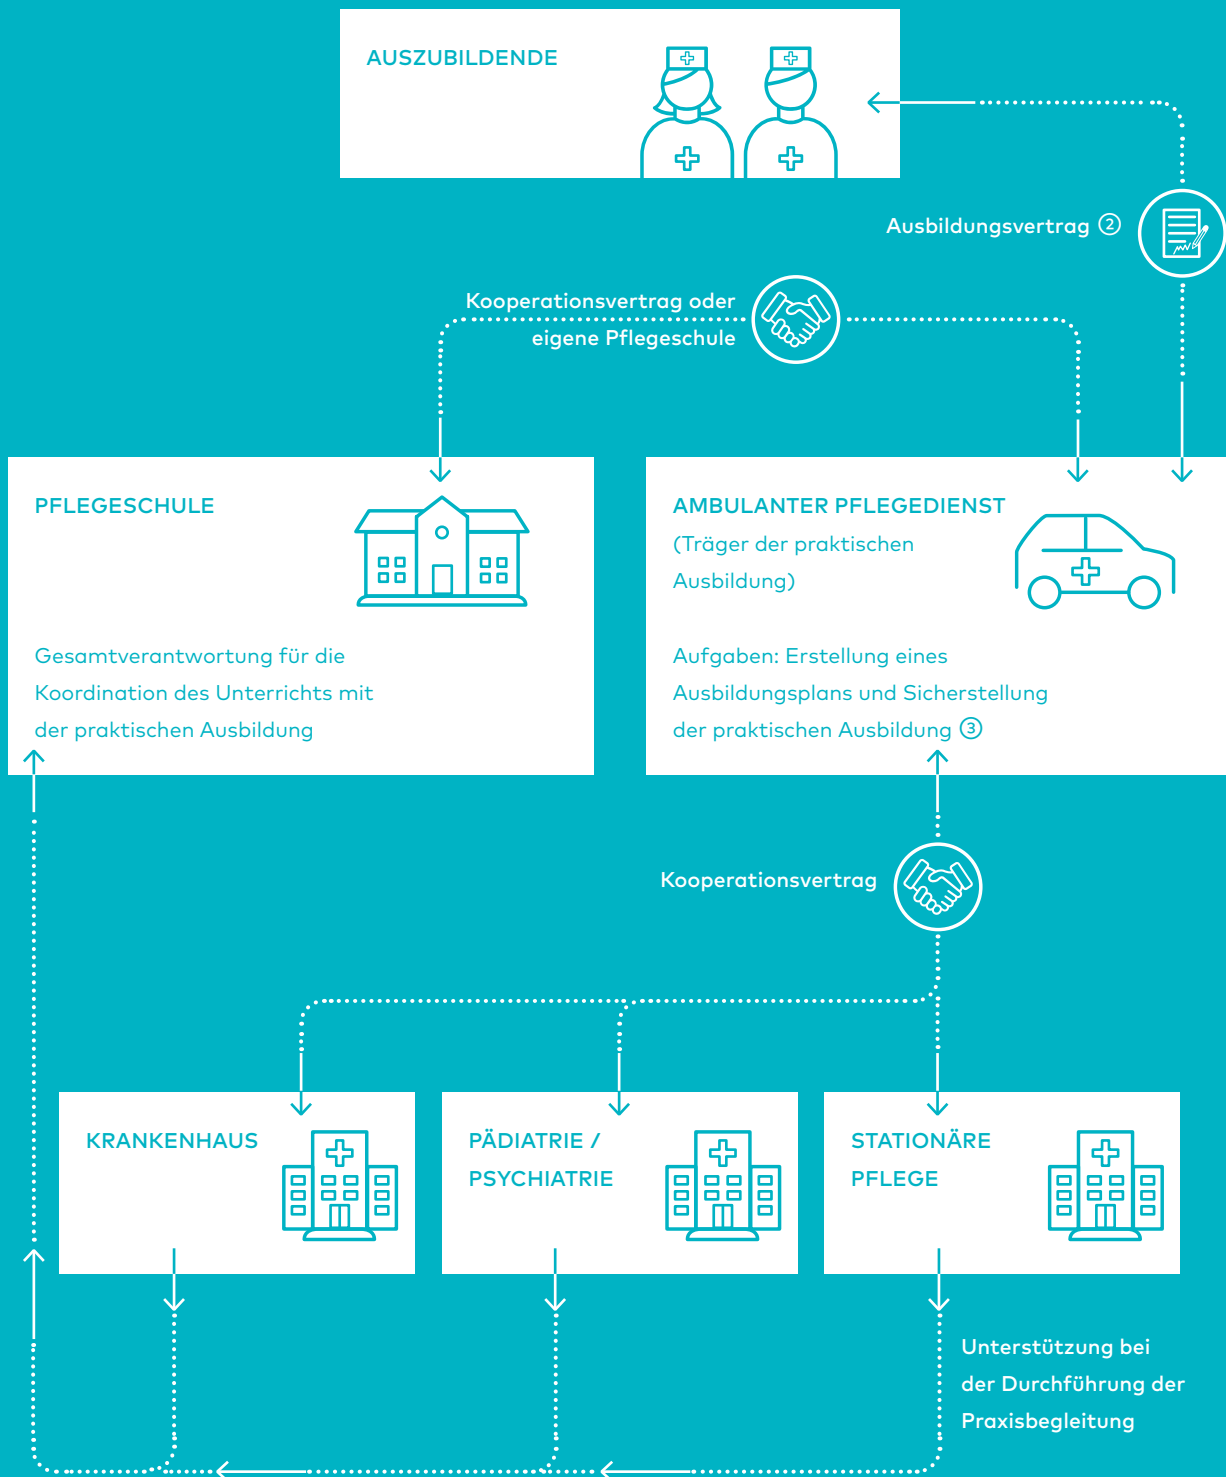 AUSZUBILDENDE
Ausbildungsvertrag ②
Kooperationsvertrag oder
eigene Pflegeschule
PFLEGESCHULE
Gesamtverantwortung für die
Koordination des Unterrichts mit
der praktischen Ausbildung
AMBULANTER PFLEGEDIENST
(Träger der praktischen
Ausbildung)
Aufgaben: Erstellung eines
Ausbildungsplans und Sicherstellung
der praktischen Ausbildung ③
Kooperationsvertrag
KRANKENHAUS
PÄDIATRIE /
PSYCHIATRIE
STATIONÄRE
PFLEGE
Unterstützung bei
der Durchführung der
Praxisbegleitung